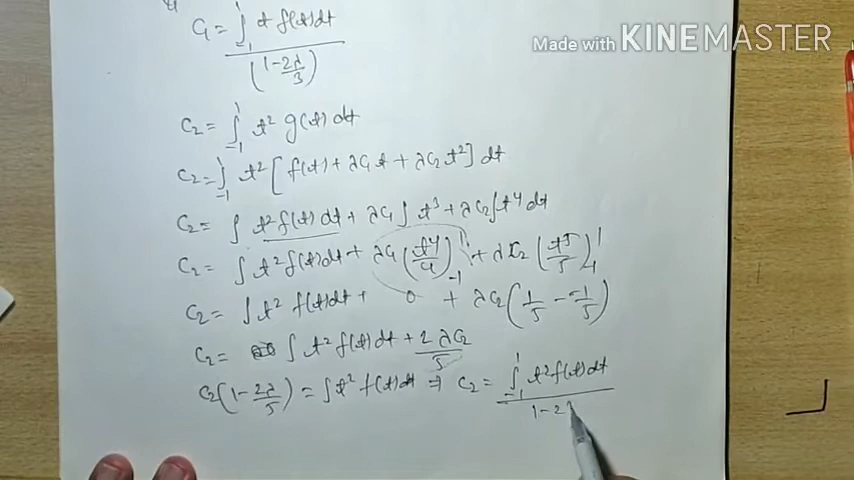 Made with KINEMASTER
C₁ = ∫₋₁¹ t f(t)dt / (1-2λ/3)
C₂ = ∫₋₁¹ t² g(t) dt
C₂ = ∫₋₁¹ t² [f(t) + λC₁t + λC₂t²] dt
C₂ = ∫ t² f(t) dt + λC₁ ∫ t³ + λC₂ ∫ t⁴ dt
C₂ = ∫ t² f(t)dt + λC₁ (t⁴/4)₋₁¹ + λC₂ (t⁵/5)₋₁¹
C₂ = ∫ t² f(t)dt + 0 + λC₂ (1/5 - -1/5)
C₂ = ∫ t² f(t)dt + 2λC₂/5
C₂(1-2λ/5) = ∫t² f(t)dt ⇒ C₂ = ∫₋₁¹ t² f(t)dt / 1-2